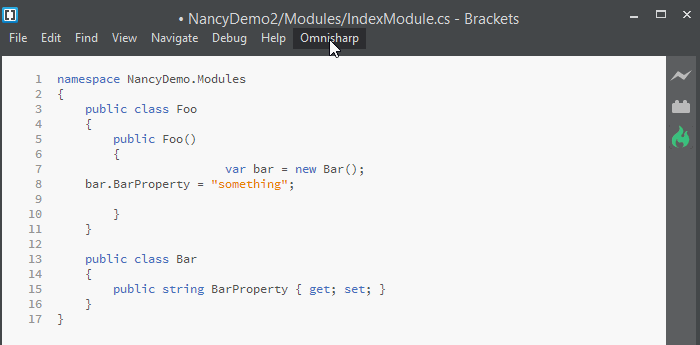 • NancyDemo2/Modules/IndexModule.cs - Brackets
File Edit Find View Navigate Debug Help Omnisharp
1 namespace NancyDemo.Modules
2 {
3     public class Foo
4     {
5         public Foo()
6         {
7                         var bar = new Bar();
8     bar.BarProperty = "something";
9
10         }
11     }
12
13     public class Bar
14     {
15         public string BarProperty { get; set; }
16     }
17 }